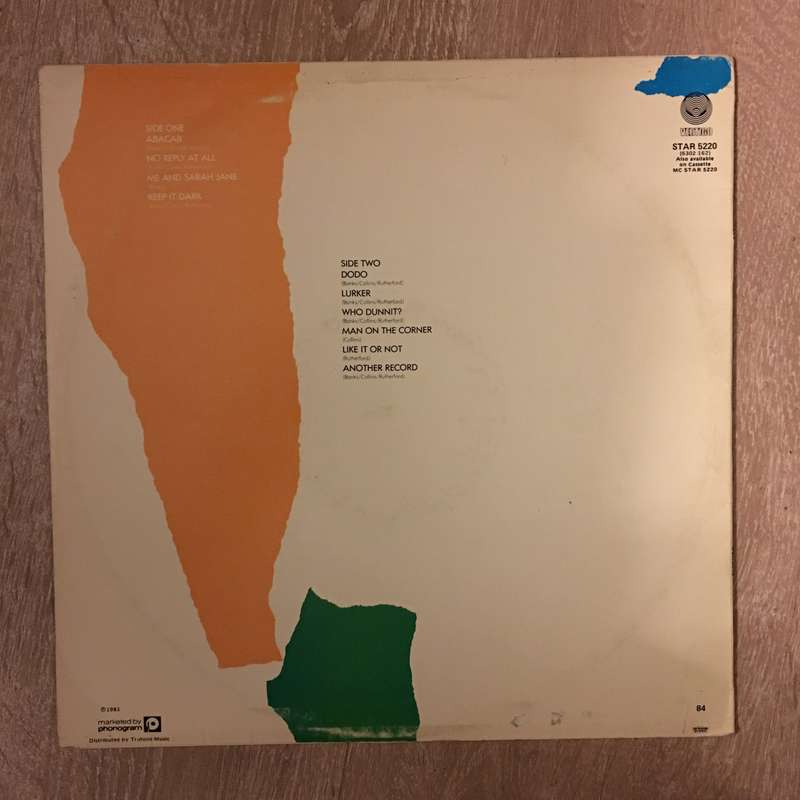 SIDE ONE
ABACAB
NO REPLY AT ALL
ME AND SARAH JANE
KEEP IT DARK
VERTIGO
STAR 5220
(6302 162)
Also available
on Cassette
MC STAR 5220
SIDE TWO
DODO
(Banks/Collins/Rutherford)
LURKER
(Banks/Collins/Rutherford)
WHO DUNNIT?
(Banks/Collins/Rutherford)
MAN ON THE CORNER
(Collins)
LIKE IT OR NOT
(Rutherford)
ANOTHER RECORD
(Banks/Collins/Rutherford)
℗1981
marketed by
phonogram
Distributed by Trutone Music
84